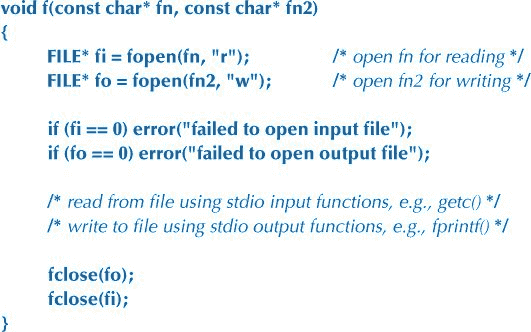 void f(const char* fn, const char* fn2)
{
FILE* fi = fopen(fn, "r"); /* open fn for reading */
FILE* fo = fopen(fn2, "w"); /* open fn2 for writing */
if (fi == 0) error("failed to open input file");
if (fo == 0) error("failed to open output file");
/* read from file using stdio input functions, e.g., getc() */
/* write to file using stdio output functions, e.g., fprintf() */
fclose(fo);
fclose(fi);
}